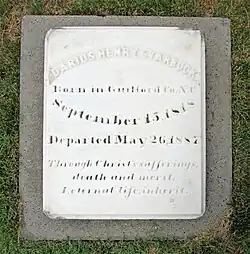 DARIUS HENRY STARBUCK
Born in Guilford Co. N.C.
September 15, 1818
Departed May 26, 1887
Through Christ's sufferings,
death and merit,
Eternal life, inherit.